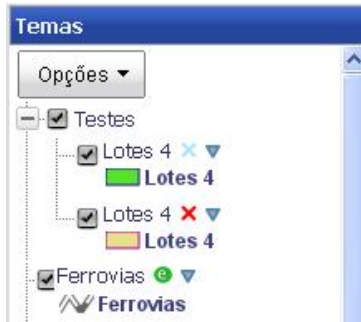 Temas
Opções ▼
Testes
Lotes 4
Lotes 4
Lotes 4
Lotes 4
Ferrovias e
Ferrovias